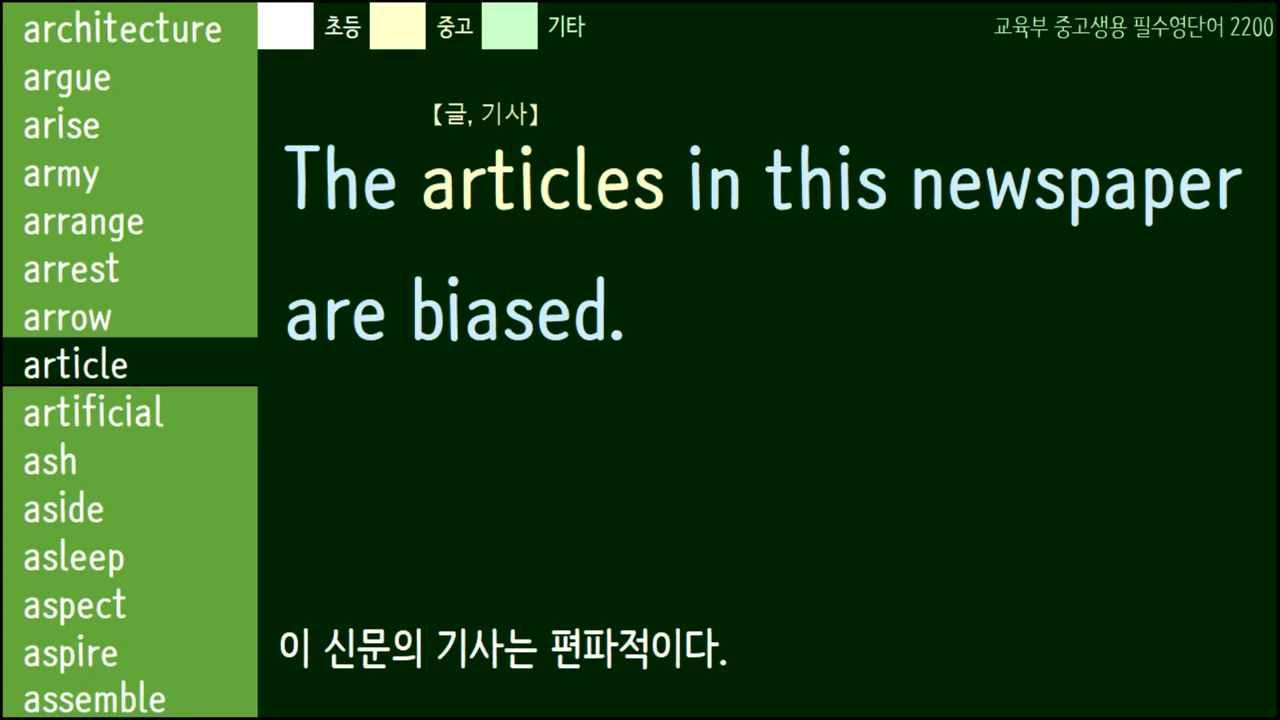 architecture
argue
arise
army
arrange
arrest
arrow
article
artificial
ash
aside
asleep
aspect
aspire
assemble
초등 중고 기타
교육부 중고생용 필수영단어 2200
【글, 기사】
The articles in this newspaper
are biased.
이 신문의 기사는 편파적이다.